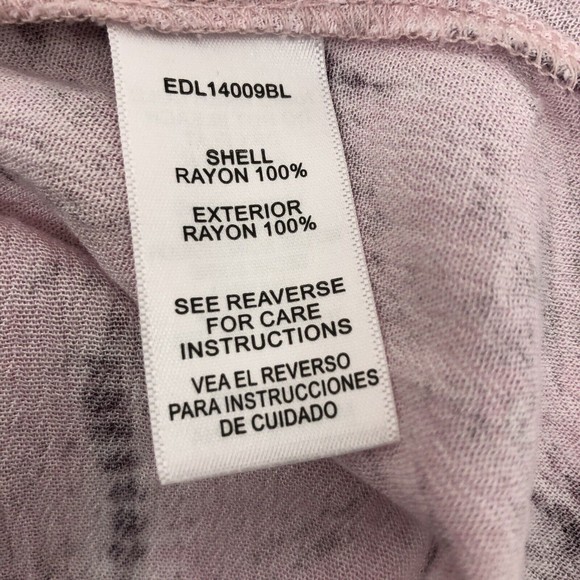 EDL14009BL
SHELL
RAYON 100%
EXTERIOR
RAYON 100%
SEE REAVERSE
FOR CARE
INSTRUCTIONS
VEA EL REVERSO
PARA INSTRUCCIONES
DE CUIDADO